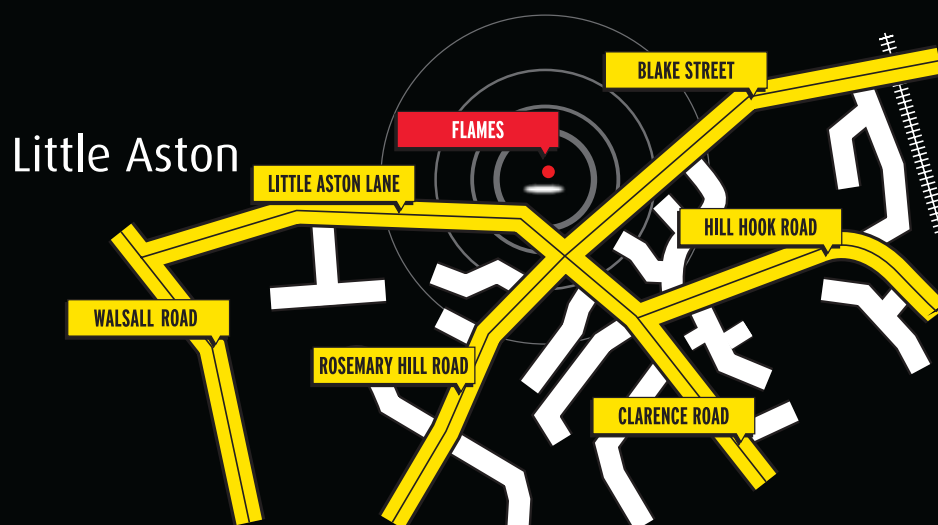 BLAKE STREET
FLAMES
Little Aston
LITTLE ASTON LANE
HILL HOOK ROAD
WALSALL ROAD
ROSEMARY HILL ROAD
CLARENCE ROAD